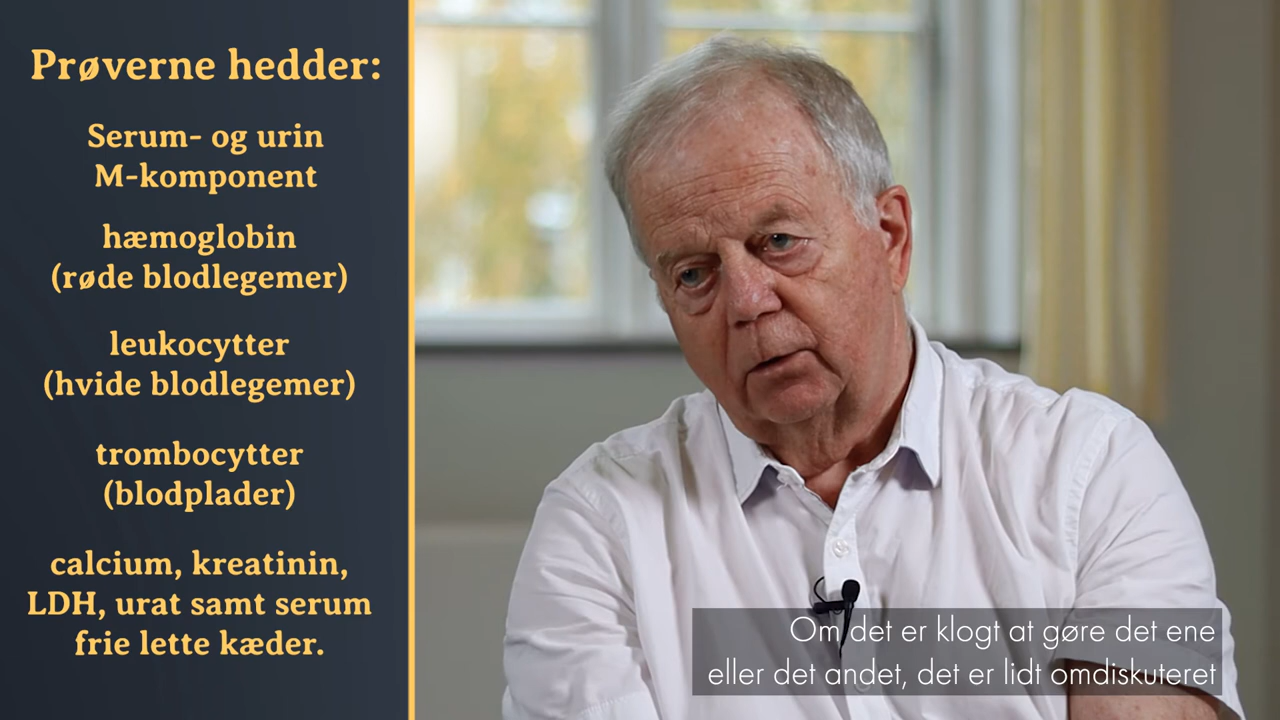 Prøverne hedder:
Serum- og urin
M-komponent
hæmoglobin
(røde blodlegemer)
leukocytter
(hvide blodlegemer)
trombocytter
(blodplader)
calcium, kreatinin,
LDH, urat samt serum
frie lette kæder.
Om det er klogt at gøre det ene
eller det andet, det er lidt omdiskuteret